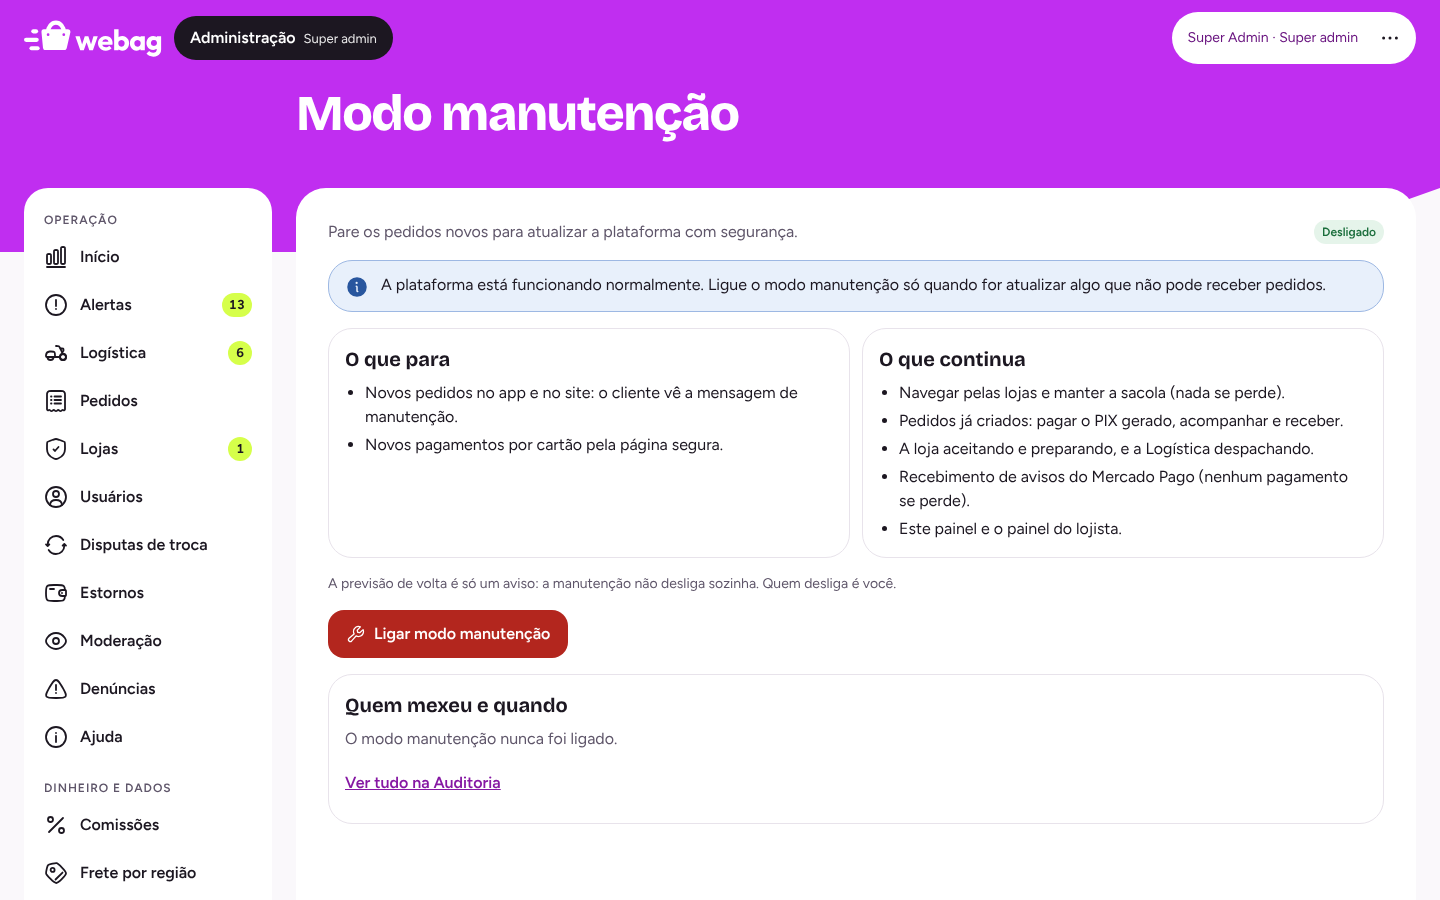 webag
Administração Super admin
Super Admin · Super admin
Modo manutenção
OPERAÇÃO
Início
Alertas 13
Logística 6
Pedidos
Lojas 1
Usuários
Disputas de troca
Estornos
Moderação
Denúncias
Ajuda
DINHEIRO E DADOS
Comissões
Frete por região
Pare os pedidos novos para atualizar a plataforma com segurança.
Desligado
A plataforma está funcionando normalmente. Ligue o modo manutenção só quando for atualizar algo que não pode receber pedidos.
O que para
• Novos pedidos no app e no site: o cliente vê a mensagem de
manutenção.
• Novos pagamentos por cartão pela página segura.
O que continua
• Navegar pelas lojas e manter a sacola (nada se perde).
• Pedidos já criados: pagar o PIX gerado, acompanhar e receber.
• A loja aceitando e preparando, e a Logística despachando.
• Recebimento de avisos do Mercado Pago (nenhum pagamento
se perde).
• Este painel e o painel do lojista.
A previsão de volta é só um aviso: a manutenção não desliga sozinha. Quem desliga é você.
Ligar modo manutenção
Quem mexeu e quando
O modo manutenção nunca foi ligado.
Ver tudo na Auditoria